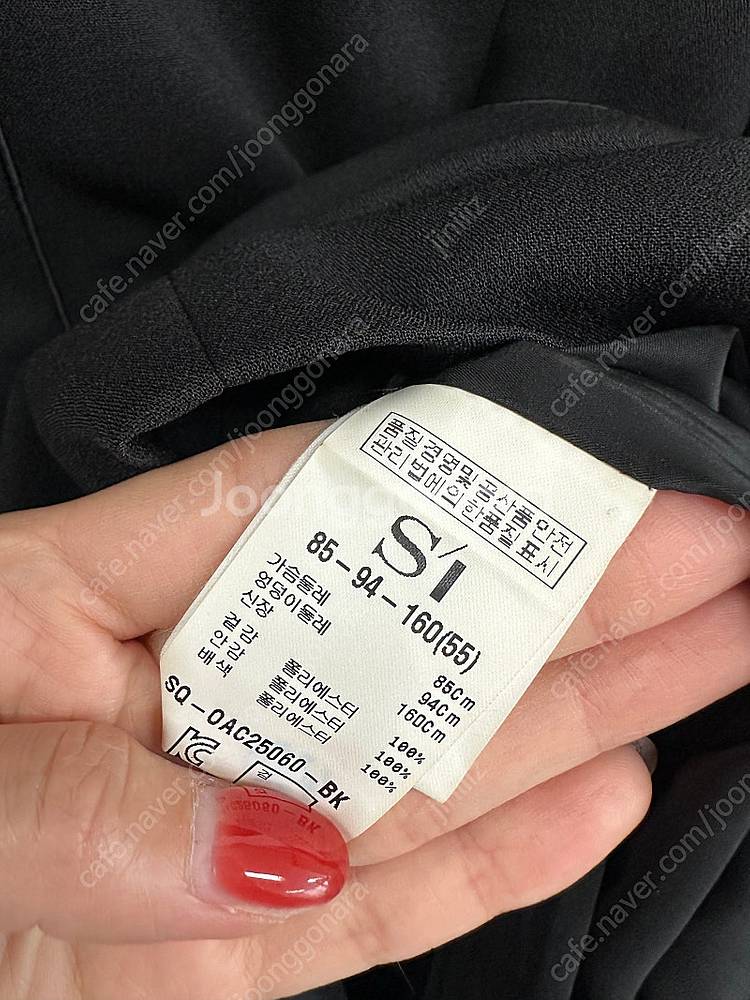 품질경영및공산품안전
관리법에의한품질표시
S/I
85-94-160(55)
가슴둘레 85Cm
엉덩이둘레 94Cm
신장 160Cm
겉감 폴리에스터 100%
안감 폴리에스터 100%
배색 폴리에스터 100%
SQ-OAC25060-BK
cafe.naver.com/joonggonara
jimiliz
Joonggo